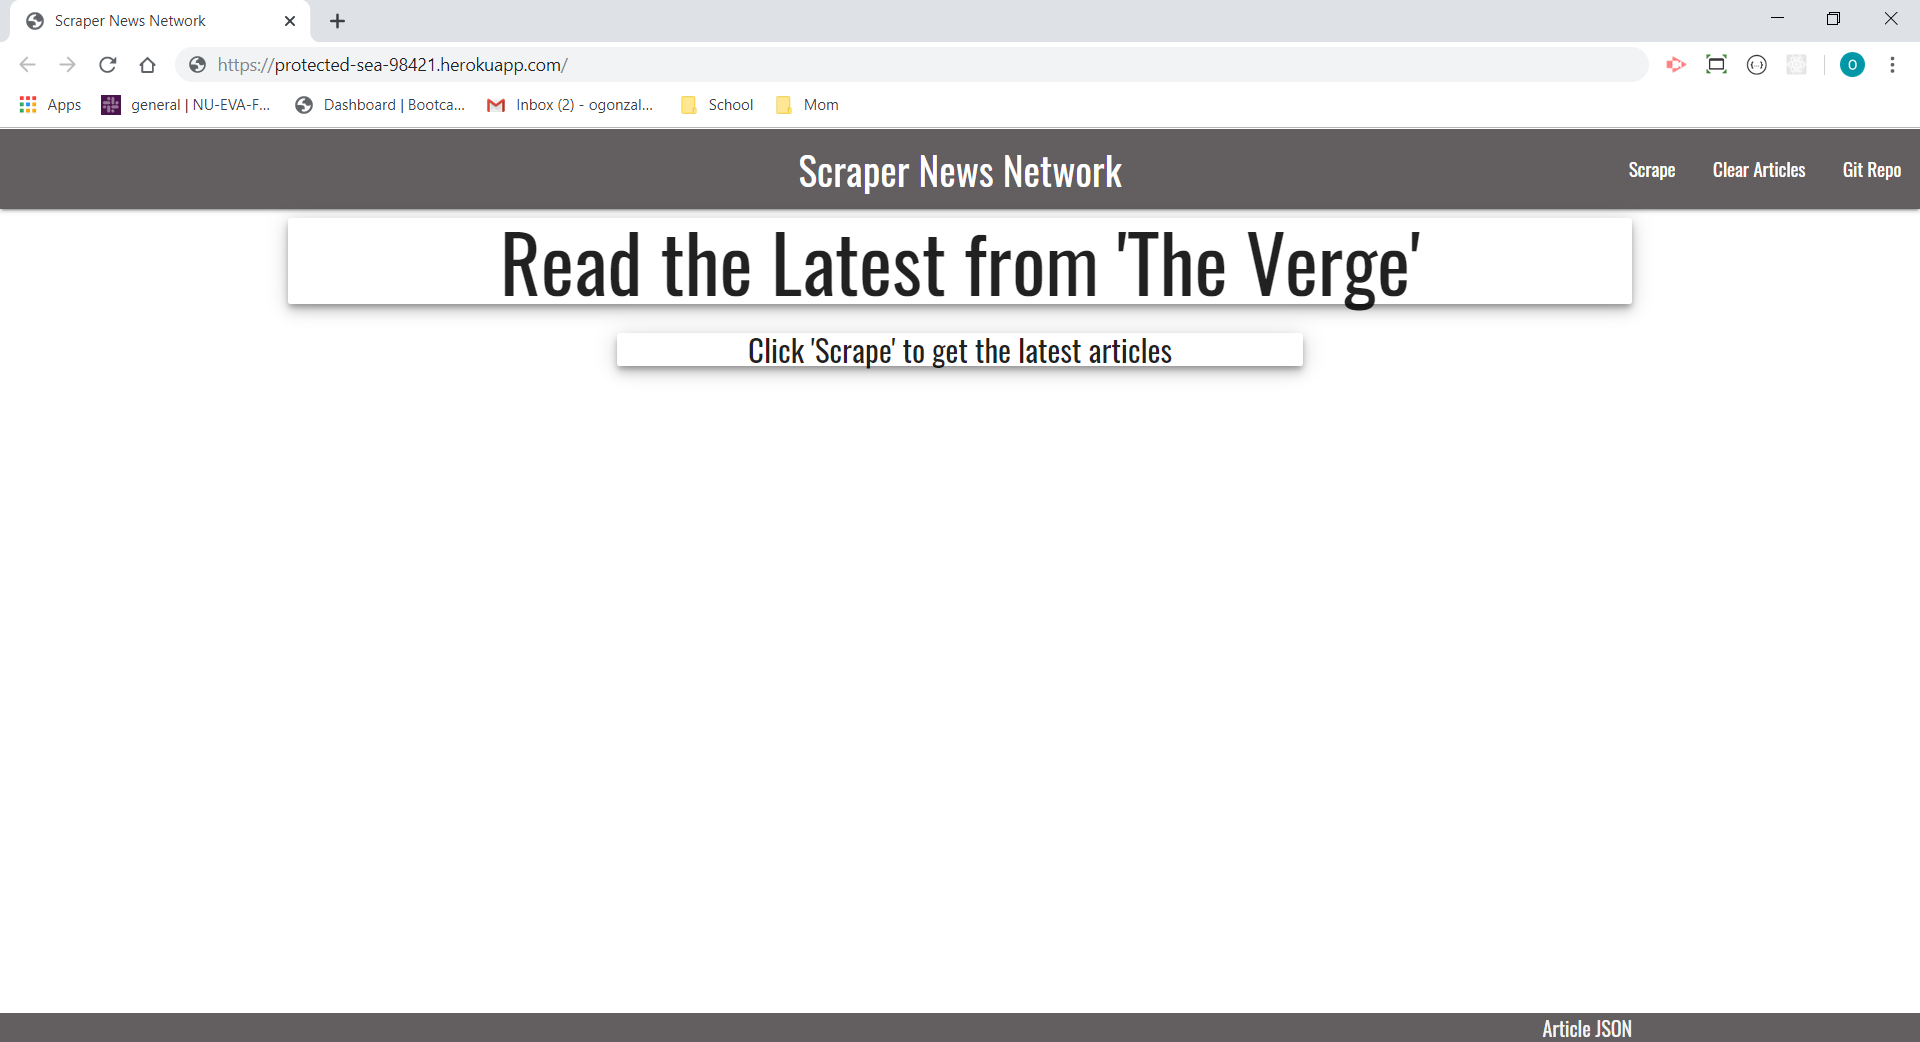 Scraper News Network
https://protected-sea-98421.herokuapp.com/
O
Apps general | NU-EVA-F... Dashboard | Bootca... Inbox (2) - ogonzal... School Mom
Scraper News Network
Scrape Clear Articles Git Repo
Read the Latest from 'The Verge'
Click 'Scrape' to get the latest articles
Article JSON